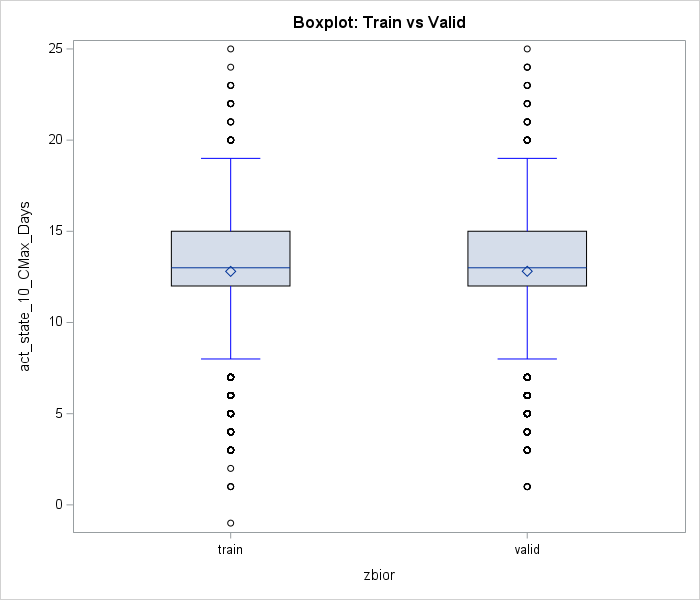 Boxplot: Train vs Valid
act_state_10_CMax_Days
25
20
15
10
5
0
train
valid
zbior